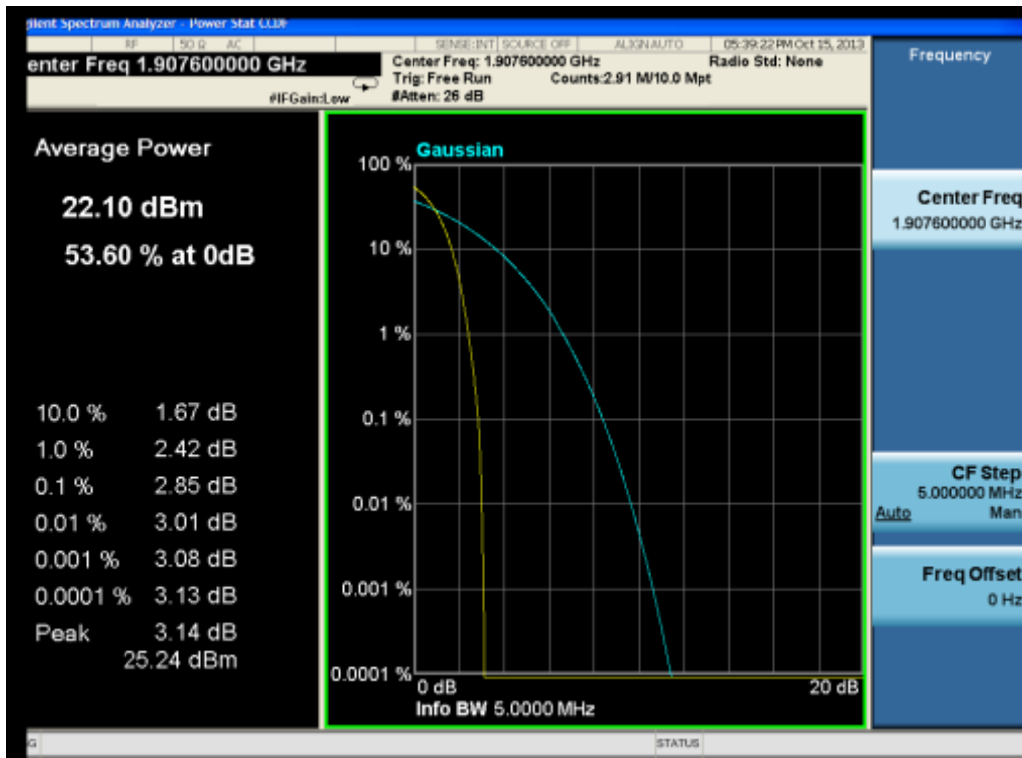 gilent Spectrum Analyzer - Power Stat CCDF
RF 50 Ω AC SENSE:INT SOURCE OFF ALIGN AUTO 05:39:22 PM Oct 15, 2013
enter Freq 1.907600000 GHz
Center Freq: 1.907600000 GHz Radio Std: None
Trig: Free Run Counts:2.91 M/10.0 Mpt
#IFGain:Low #Atten: 26 dB
Frequency
Average Power
22.10 dBm
53.60 % at 0dB
10.0 % 1.67 dB
1.0 % 2.42 dB
0.1 % 2.85 dB
0.01 % 3.01 dB
0.001 % 3.08 dB
0.0001 % 3.13 dB
Peak 3.14 dB
25.24 dBm
Gaussian
100 %
10 %
1 %
0.1 %
0.01 %
0.001 %
0.0001 %
0 dB 20 dB
Info BW 5.0000 MHz
Center Freq
1.907600000 GHz
CF Step
5.000000 MHz
Auto Man
Freq Offset
0 Hz
G STATUS